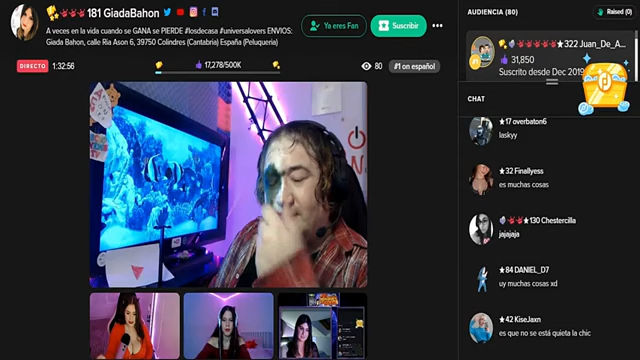 181 GiadaBahon
A veces en la vida cuando se GANA se PIERDE #losdecasa #universalovers ENVIOS:
Giada Bahon, calle Ria Ason 6, 39750 Colindres (Cantabria) España (Peluqueria)
Ya eres Fan
Suscribir
DIRECTO
1:32:56
17,278/500K
80
#1 on español
AUDIENCIA (80)
Raised (0)
322 Juan_De_A...
31,850
Suscrito desde Dec 2019
CHAT
17 overbaton6
laskyy
32 Finallyess
es muchas cosas
130 Chestercilla
jajajaja
84 DANIEL_D7
uy muchas cosas xd
42 KiseJaxn
es que no se está quieta la chic